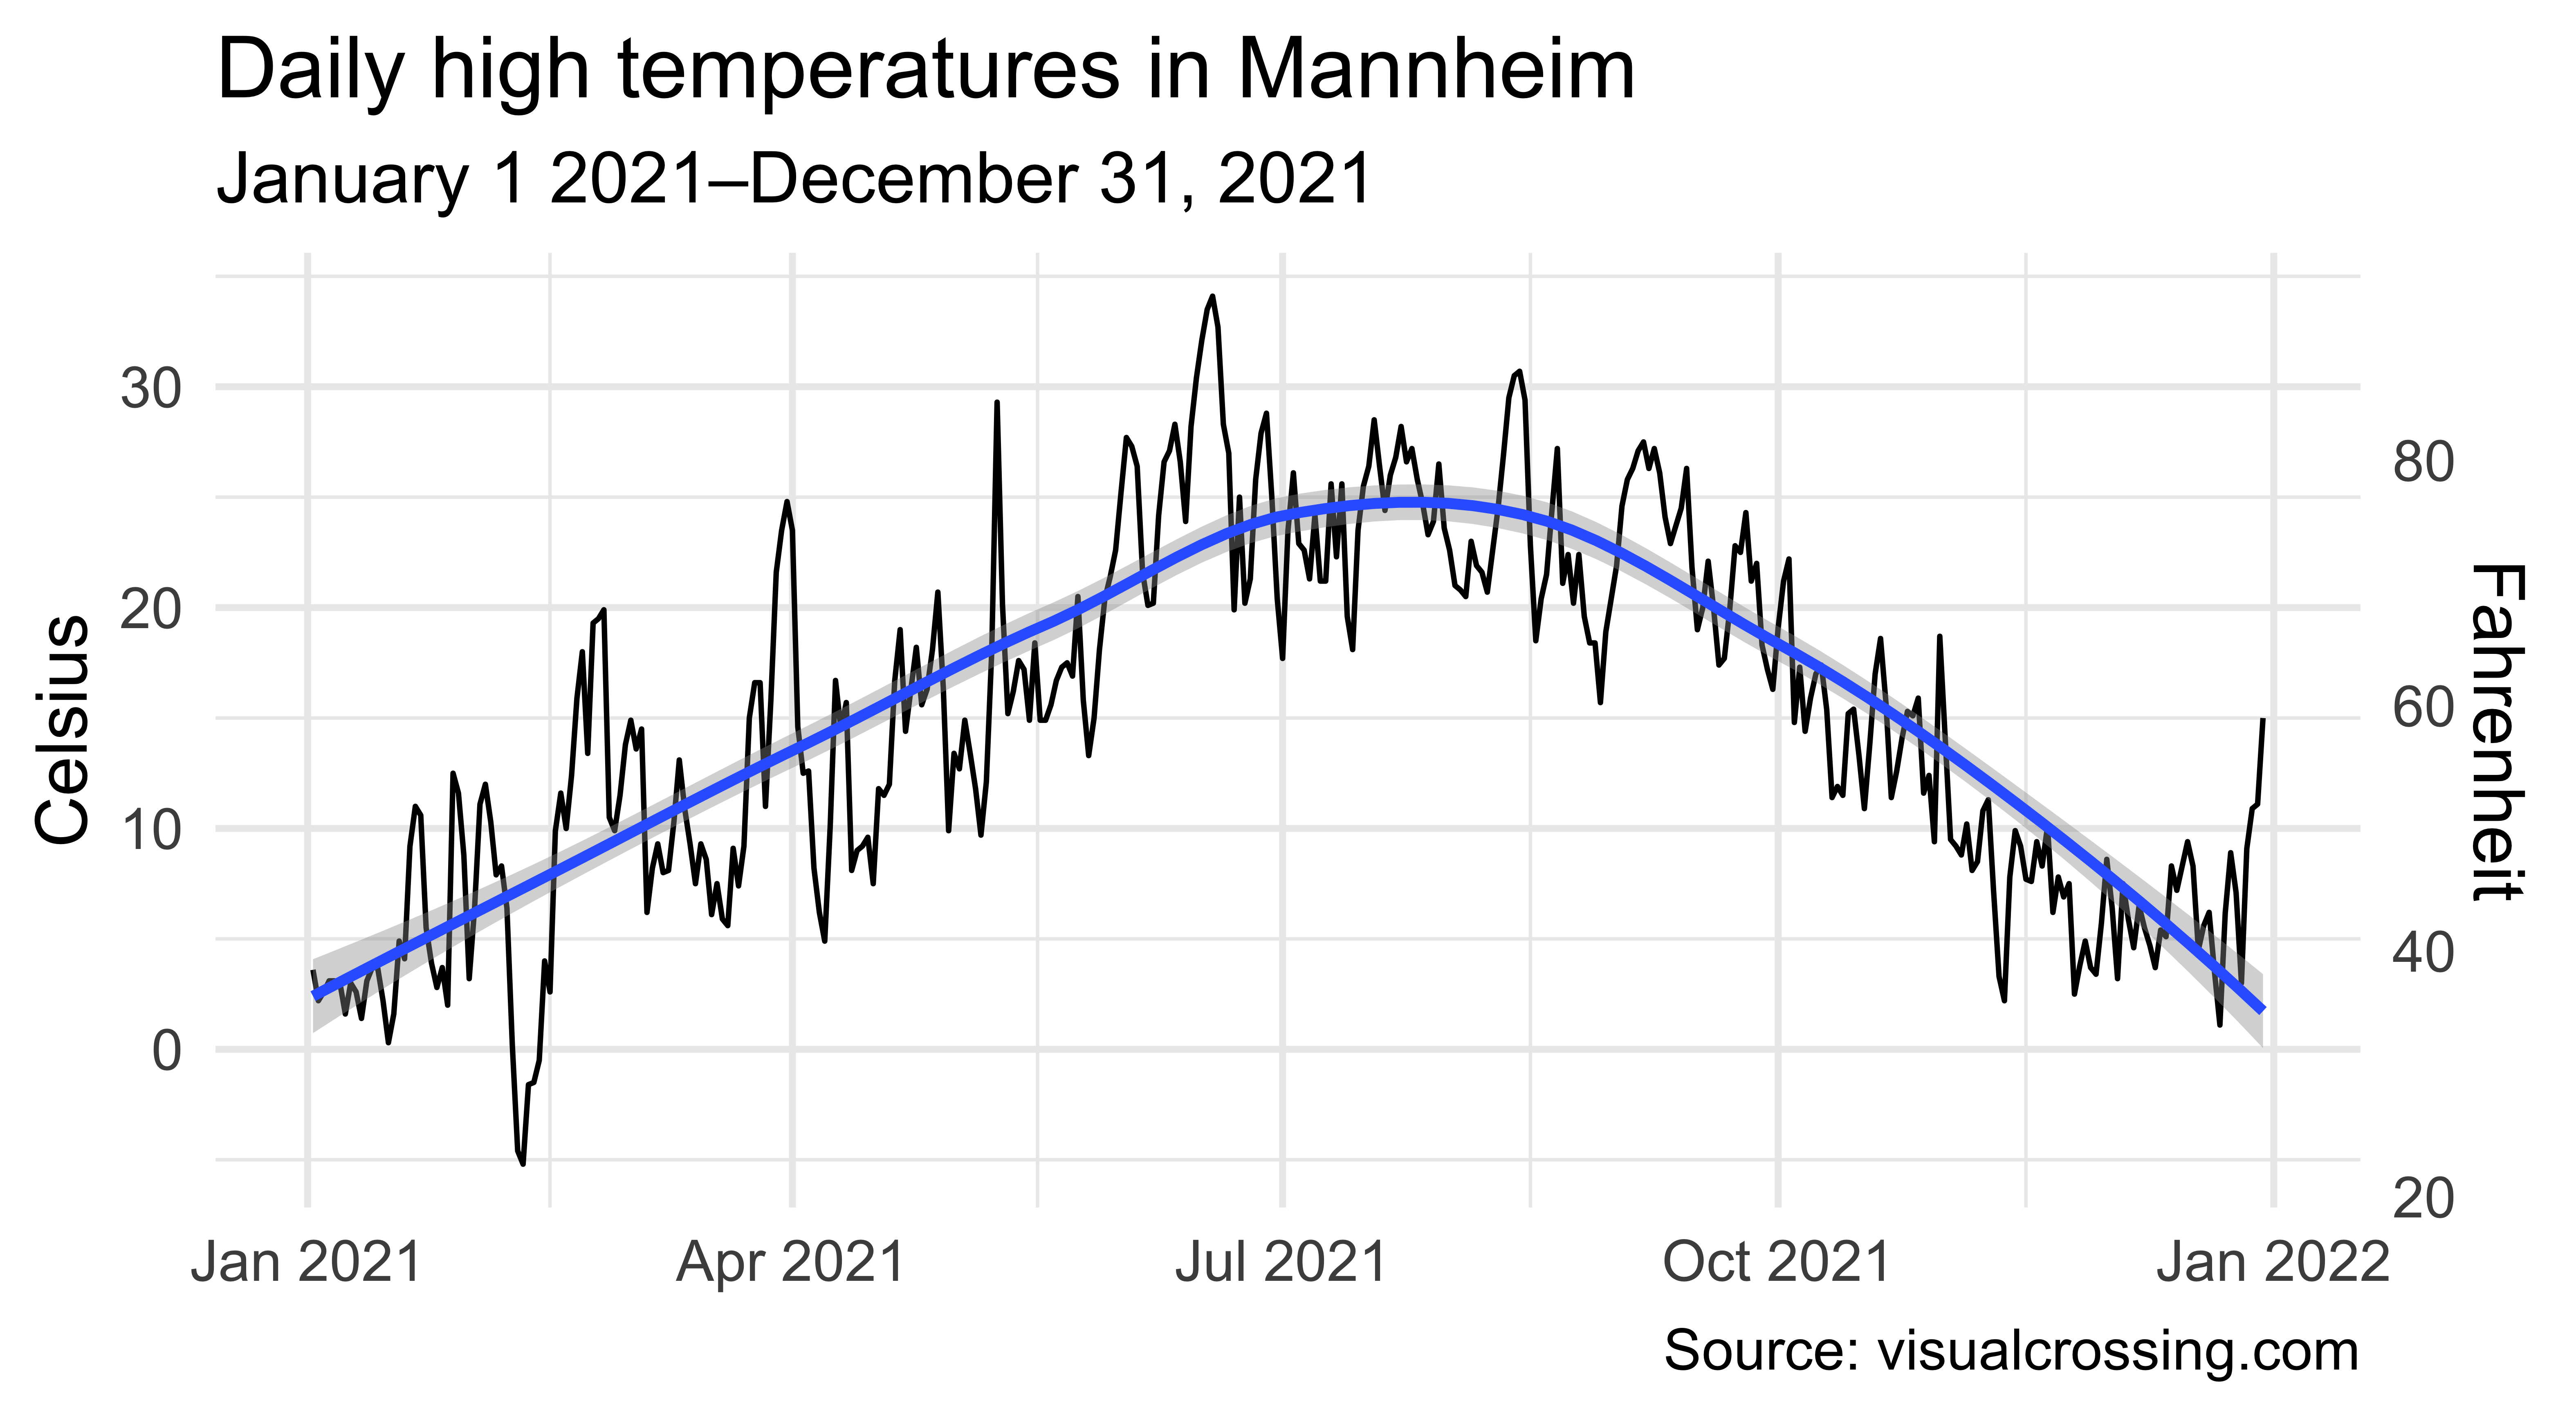 Daily high temperatures in Mannheim
January 1 2021–December 31, 2021
Celsius
30
20
10
0
80
60
40
20
Fahrenheit
Jan 2021
Apr 2021
Jul 2021
Oct 2021
Jan 2022
Source: visualcrossing.com